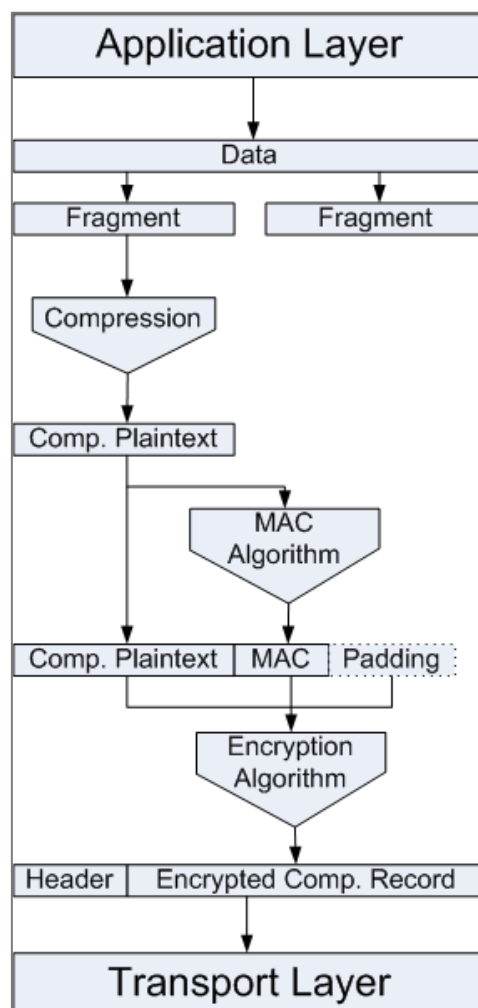 Application Layer
Data
Fragment
Fragment
Compression
Comp. Plaintext
MAC
Algorithm
Comp. Plaintext
MAC
Padding
Encryption
Algorithm
Header
Encrypted Comp. Record
Transport Layer